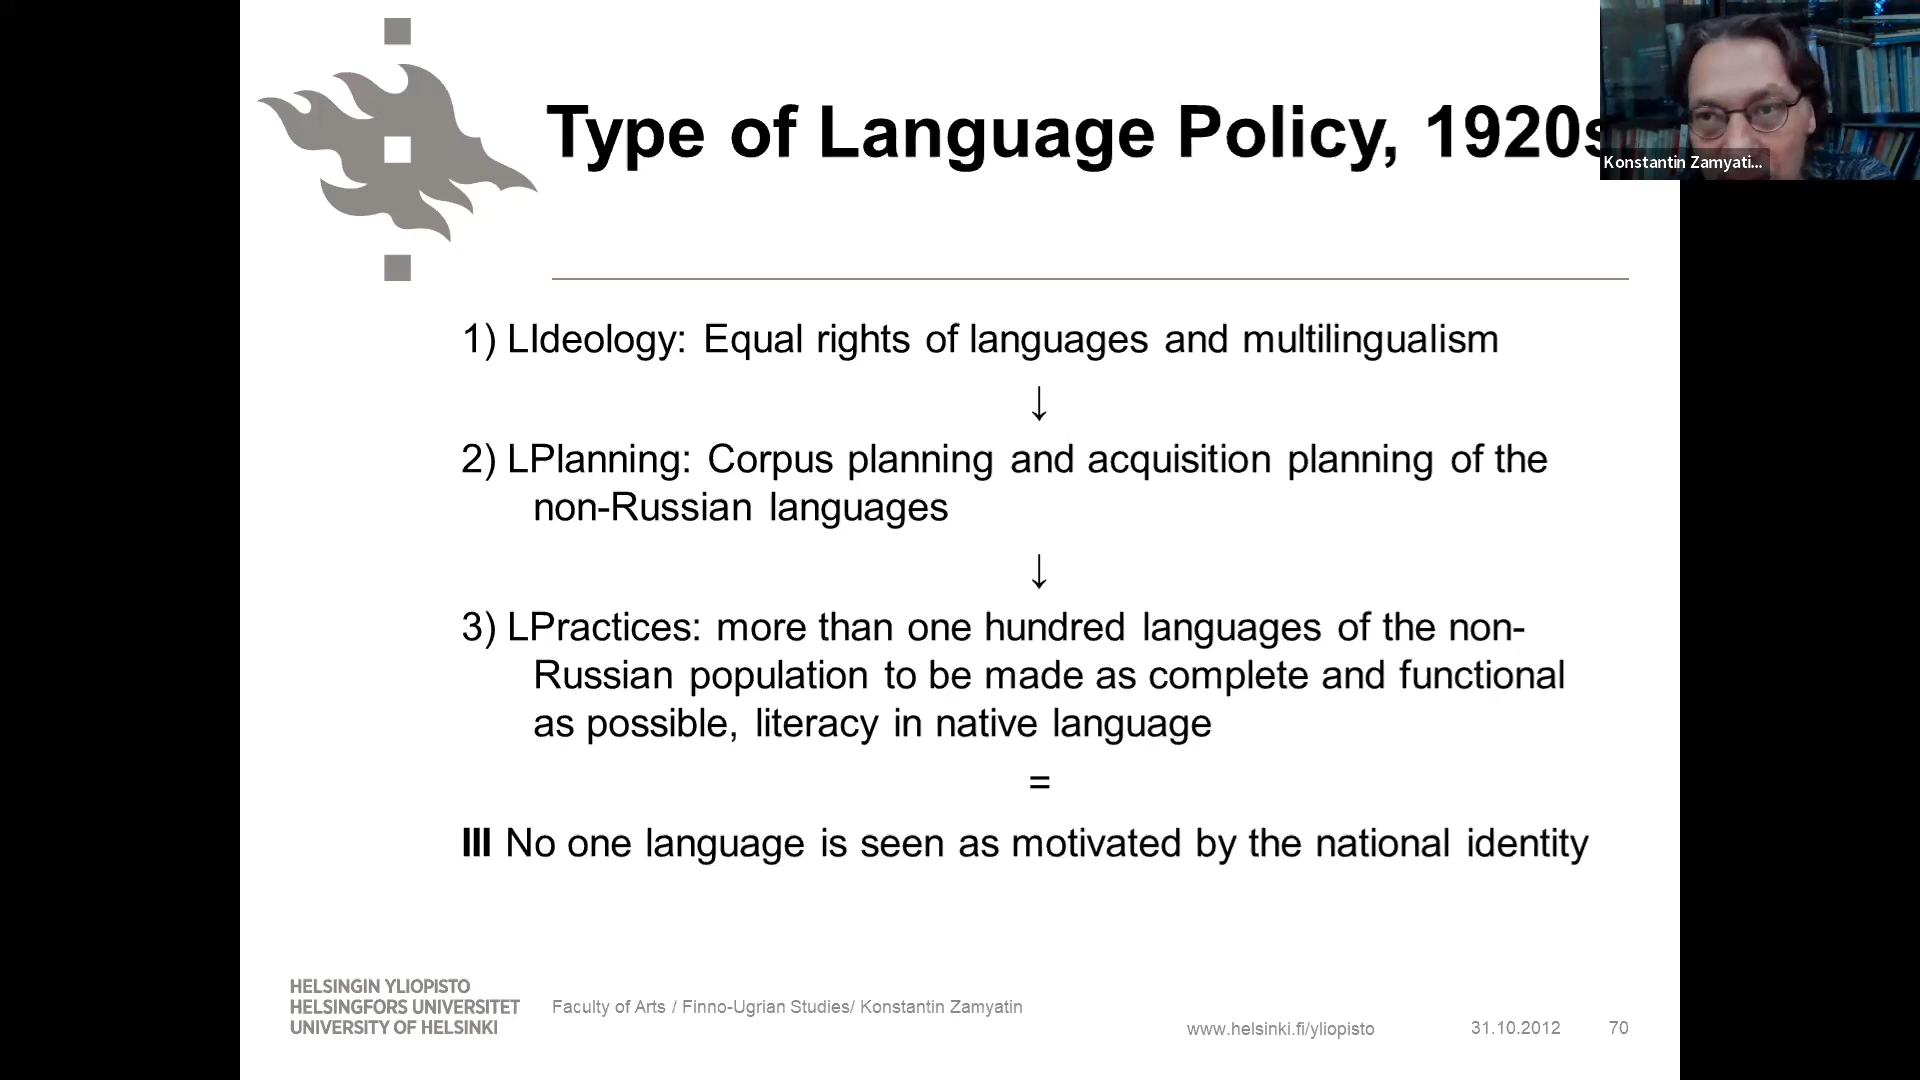 Type of Language Policy, 1920s
Konstantin Zamyati...
1) LIdeology: Equal rights of languages and multilingualism
↓
2) LPlanning: Corpus planning and acquisition planning of the
non-Russian languages
↓
3) LPractices: more than one hundred languages of the non-
Russian population to be made as complete and functional
as possible, literacy in native language
=
III No one language is seen as motivated by the national identity
HELSINGIN YLIOPISTO
HELSINGFORS UNIVERSITET
UNIVERSITY OF HELSINKI
Faculty of Arts / Finno-Ugrian Studies/ Konstantin Zamyatin
www.helsinki.fi/yliopisto
31.10.2012
70